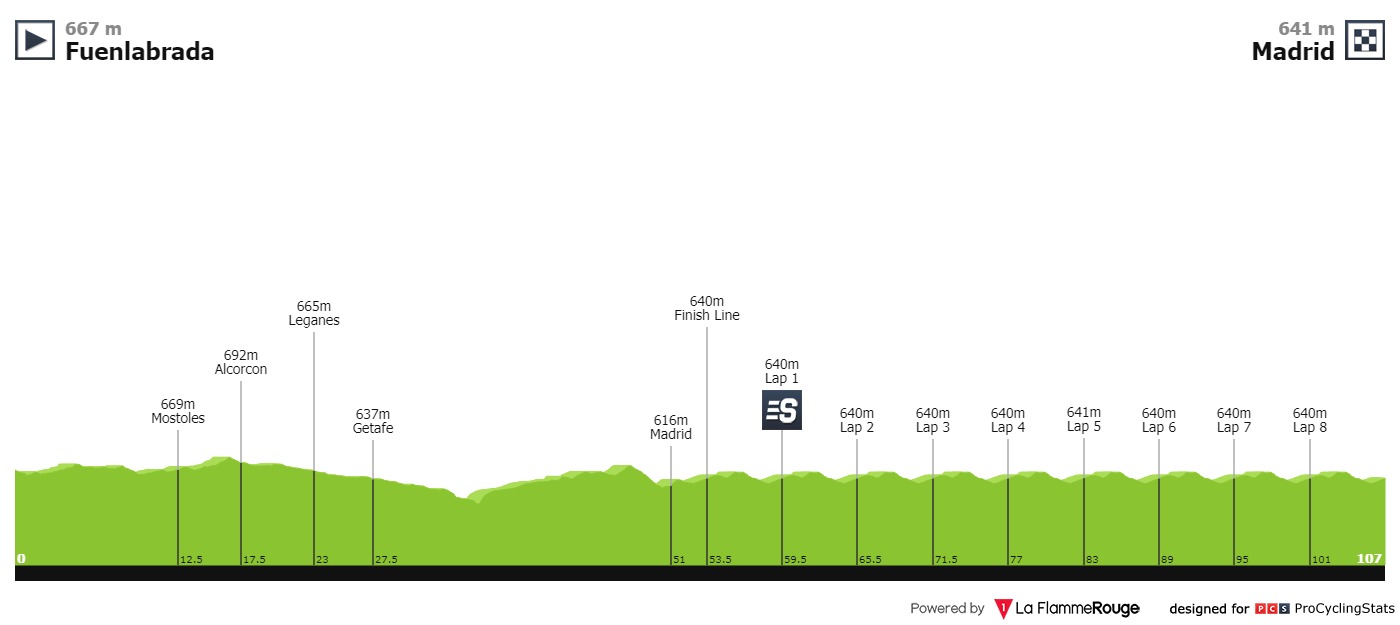 667 m
Fuenlabrada
641 m
Madrid
665m
Leganes
640m
Finish Line
692m
Alcorcon
640m
Lap 1
S
669m
Mostoles
637m
Getafe
616m
Madrid
640m
Lap 2
640m
Lap 3
640m
Lap 4
641m
Lap 5
640m
Lap 6
640m
Lap 7
640m
Lap 8
0 12.5 17.5 23 27.5 51 53.5 59.5 65.5 71.5 77 83 89 95 101 107
Powered by 1 La FlammeRouge designed for PCS ProCyclingStats